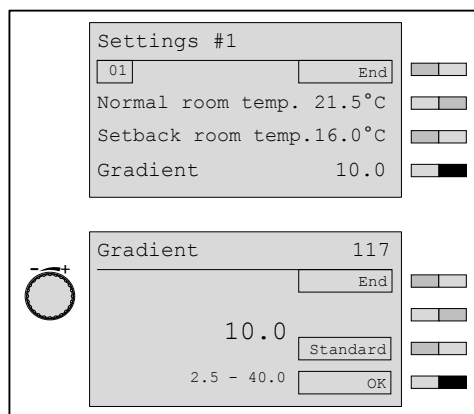 Settings #1
01 End
Normal room temp. 21.5°C
Setback room temp.16.0°C
Gradient 10.0
Gradient 117
End
- +
10.0
Standard
2.5 - 40.0 OK